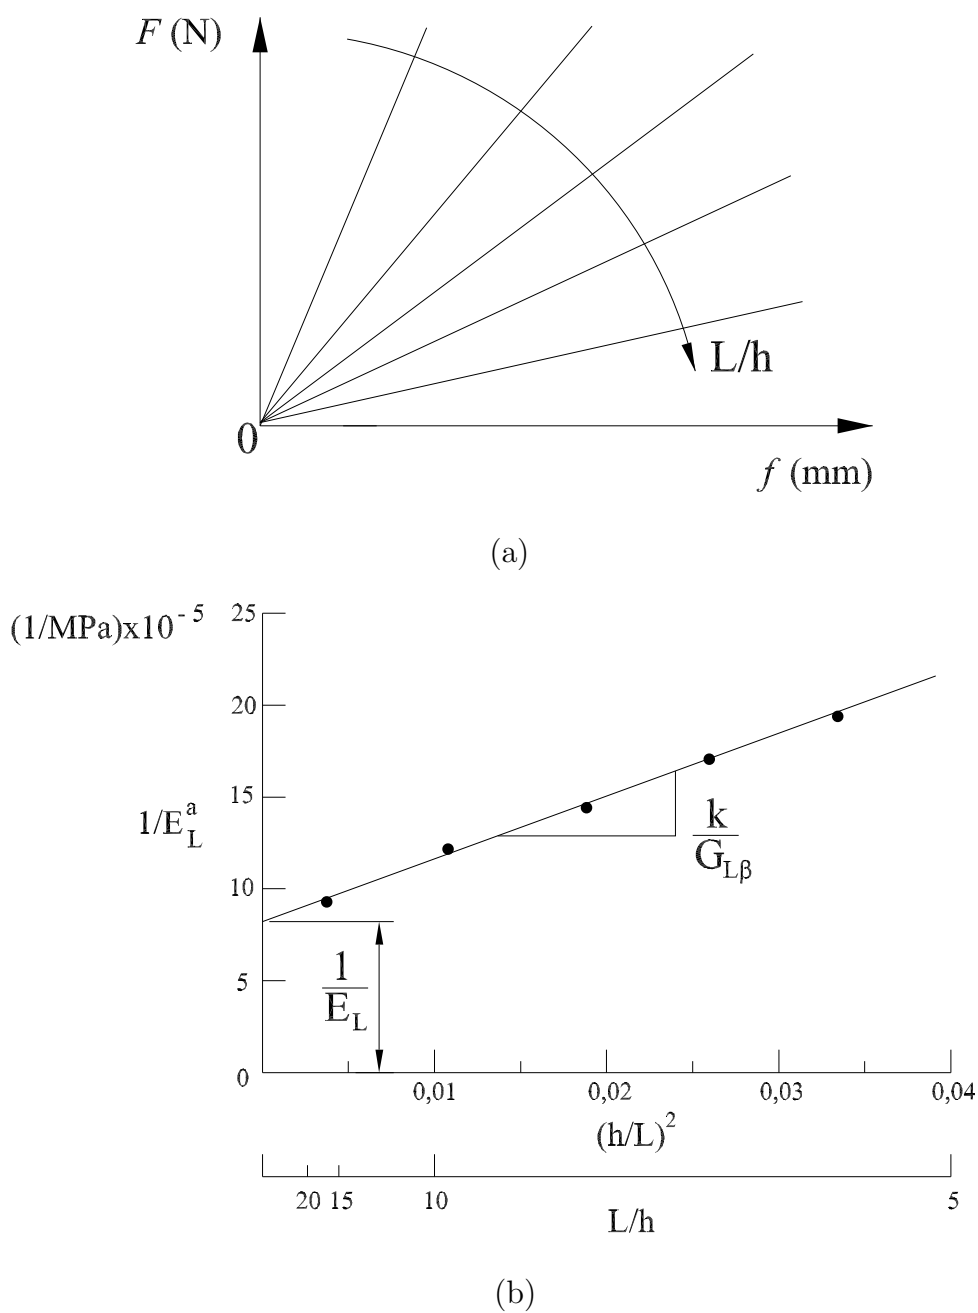 F (N)
L/h
0
f (mm)
(a)
(1/MPa)x10⁻⁵
25
20
15
1/E_L^a
k/G_Lβ
10
1/E_L
5
0
0,01 0,02 0,03 0,04
(h/L)²
20 15 10 5
L/h
(b)